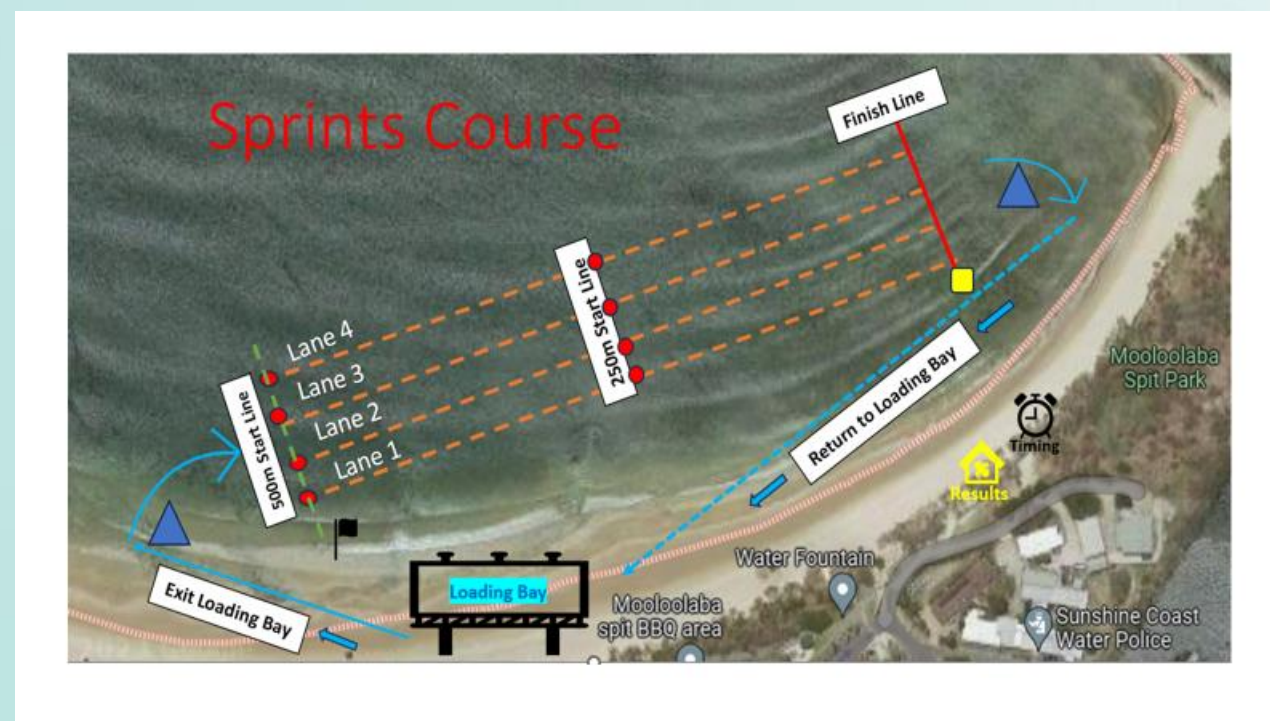 Sprints Course
Finish Line
250m Start Line
Lane 4
Lane 3
Lane 2
Lane 1
500m Start Line
Return to Loading Bay
Mooloolaba
Spit Park
Timing
Results
Exit Loading Bay
Loading Bay
Water Fountain
Mooloolaba
spit BBQ area
Sunshine Coast
Water Police